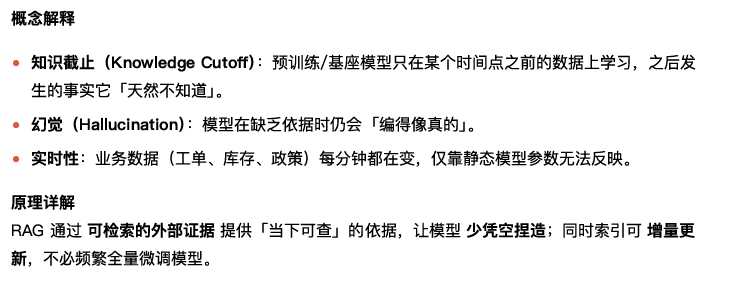 概念解释
• 知识截止（Knowledge Cutoff）：预训练/基座模型只在某个时间点之前的数据上学习，之后发
生的事实它「天然不知道」。
• 幻觉（Hallucination）：模型在缺乏依据时仍会「编得像真的」。
• 实时性：业务数据（工单、库存、政策）每分钟都在变，仅靠静态模型参数无法反映。
原理详解
RAG 通过 可检索的外部证据 提供「当下可查」的依据，让模型 少凭空捏造；同时索引可 增量更
新，不必频繁全量微调模型。